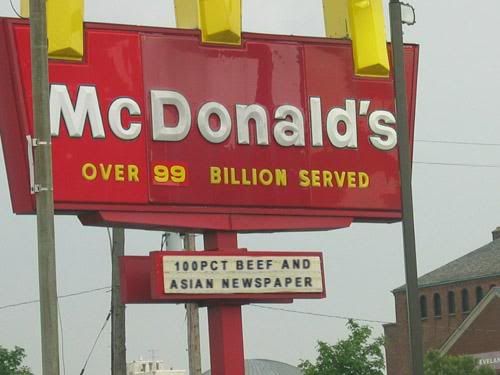 McDonald's
OVER 99 BILLION SERVED
100PCT BEEF AND
ASIAN NEWSPAPER